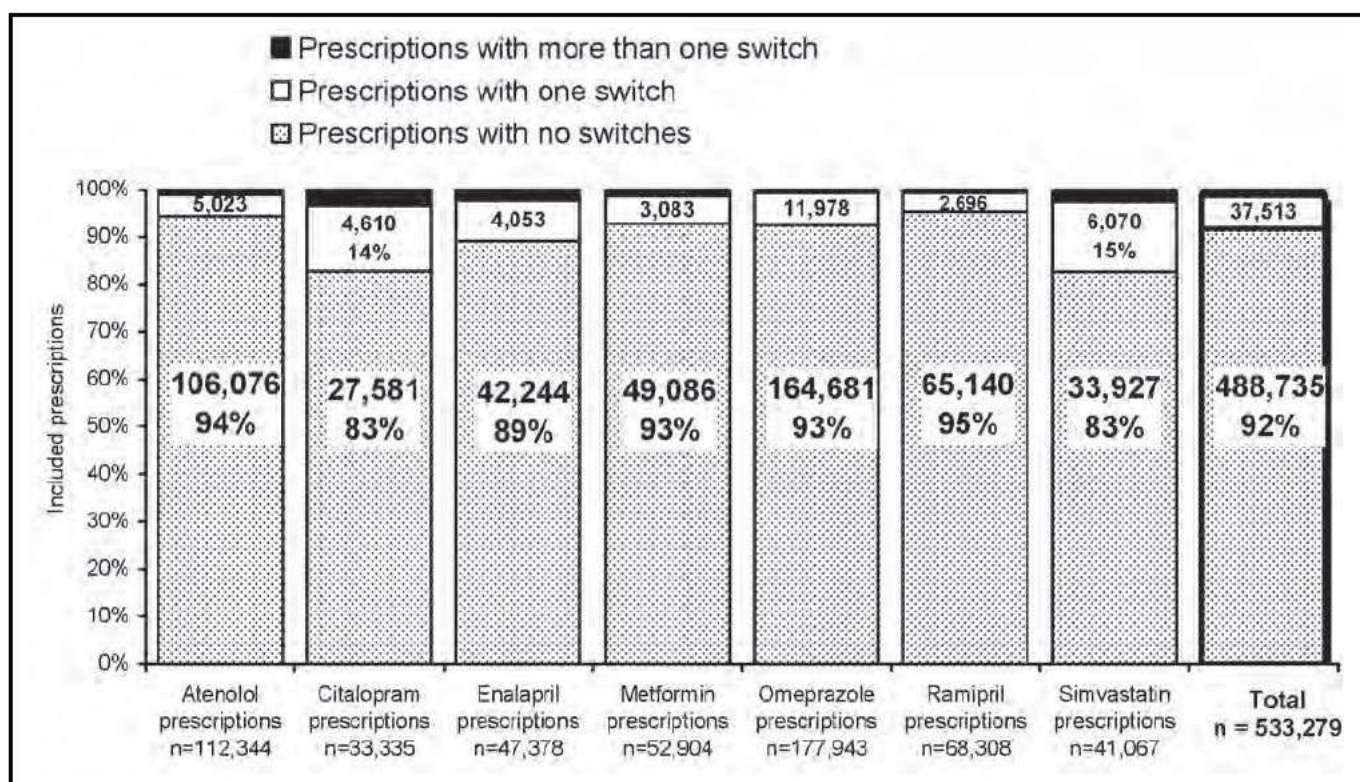 Prescriptions with more than one switch
Prescriptions with one switch
Prescriptions with no switches
Included prescriptions
100%
90%
80%
70%
60%
50%
40%
30%
20%
10%
0%
5,023
106,076
94%
4,610
14%
27,581
83%
4,053
42,244
89%
3,083
49,086
93%
11,978
164,681
93%
2,696
65,140
95%
6,070
15%
33,927
83%
37,513
488,735
92%
Atenolol
prescriptions
n=112,344
Citalopram
prescriptions
n=33,335
Enalapril
prescriptions
n=47,378
Metformin
prescriptions
n=52,904
Omeprazole
prescriptions
n=177,943
Ramipril
prescriptions
n=68,308
Simvastatin
prescriptions
n=41,067
Total
n = 533,279